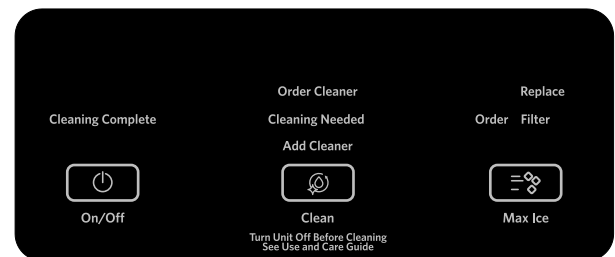 Order Cleaner
Replace
Cleaning Complete
Cleaning Needed
Order Filter
Add Cleaner
On/Off
Clean
Max Ice
Turn Unit Off Before Cleaning
See Use and Care Guide